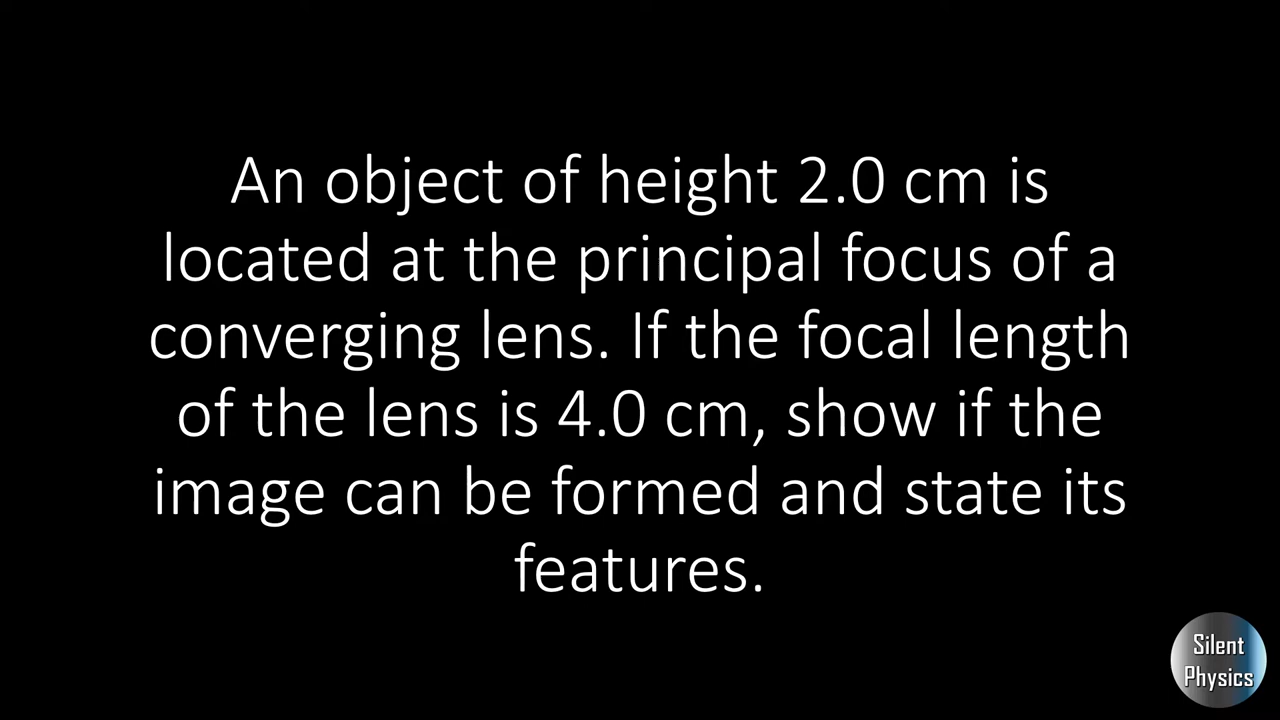 An object of height 2.0 cm is
located at the principal focus of a
converging lens. If the focal length
of the lens is 4.0 cm, show if the
image can be formed and state its
features.
Silent
Physics